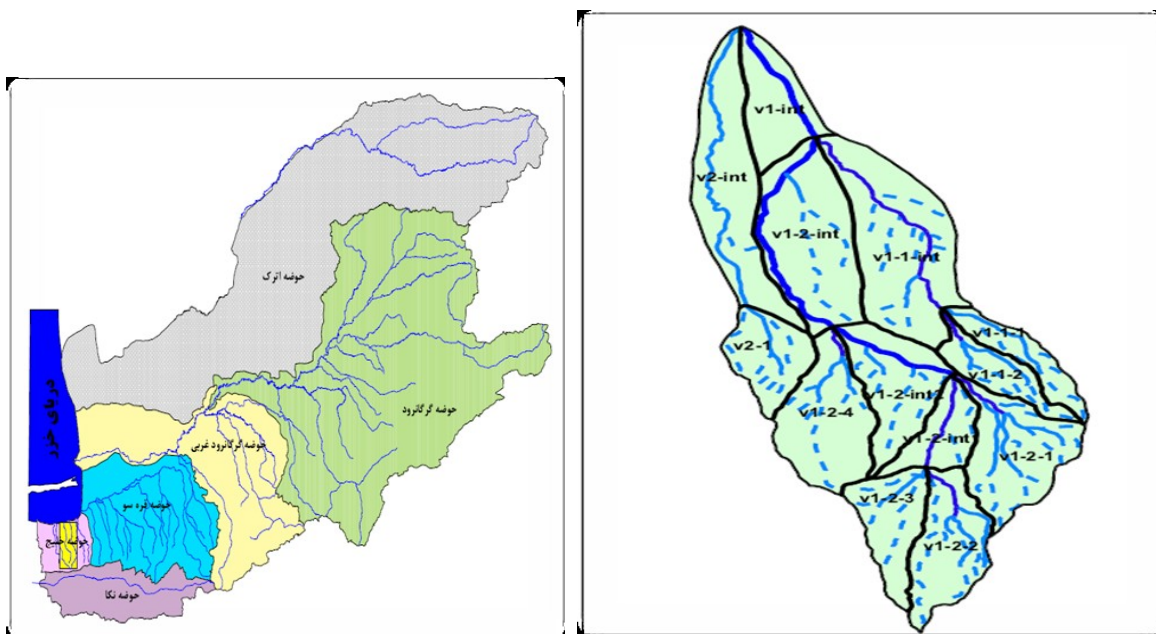 حوضه اترک
دریای خزر
حوضه گرگانرود
حوضه گرگانرود غربی
حوضه قره سو
حوضه خلیج
حوضه نکا
v1-int
v2-int
v1-2-int
v1-1-int
v1-1-1
v2-1
v1-1-2
v1-2-int
v1-2-4
v1-2-int
v1-2-1
v1-2-3
v1-2-2